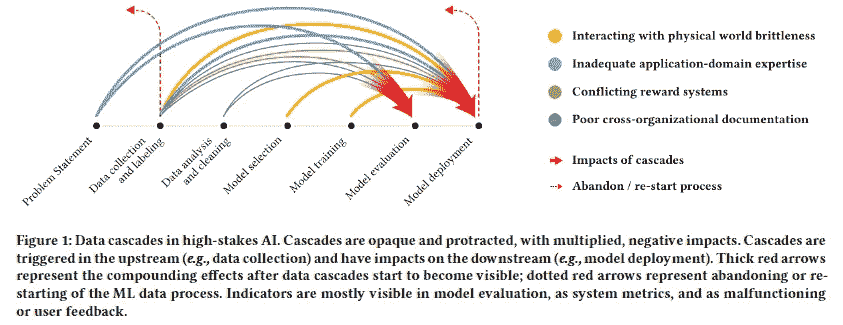 Interacting with physical world brittleness
Inadequate application-domain expertise
Conflicting reward systems
Poor cross-organizational documentation
Impacts of cascades
Abandon / re-start process
Problem Statement
Data collection
and labeling
Data analysis
and cleaning
Model selection
Model training
Model evaluation
Model deployment
Figure 1: Data cascades in high-stakes AI. Cascades are opaque and protracted, with multiplied, negative impacts. Cascades are
triggered in the upstream (e.g., data collection) and have impacts on the downstream (e.g., model deployment). Thick red arrows
represent the compounding effects after data cascades start to become visible; dotted red arrows represent abandoning or re-
starting of the ML data process. Indicators are mostly visible in model evaluation, as system metrics, and as malfunctioning
or user feedback.